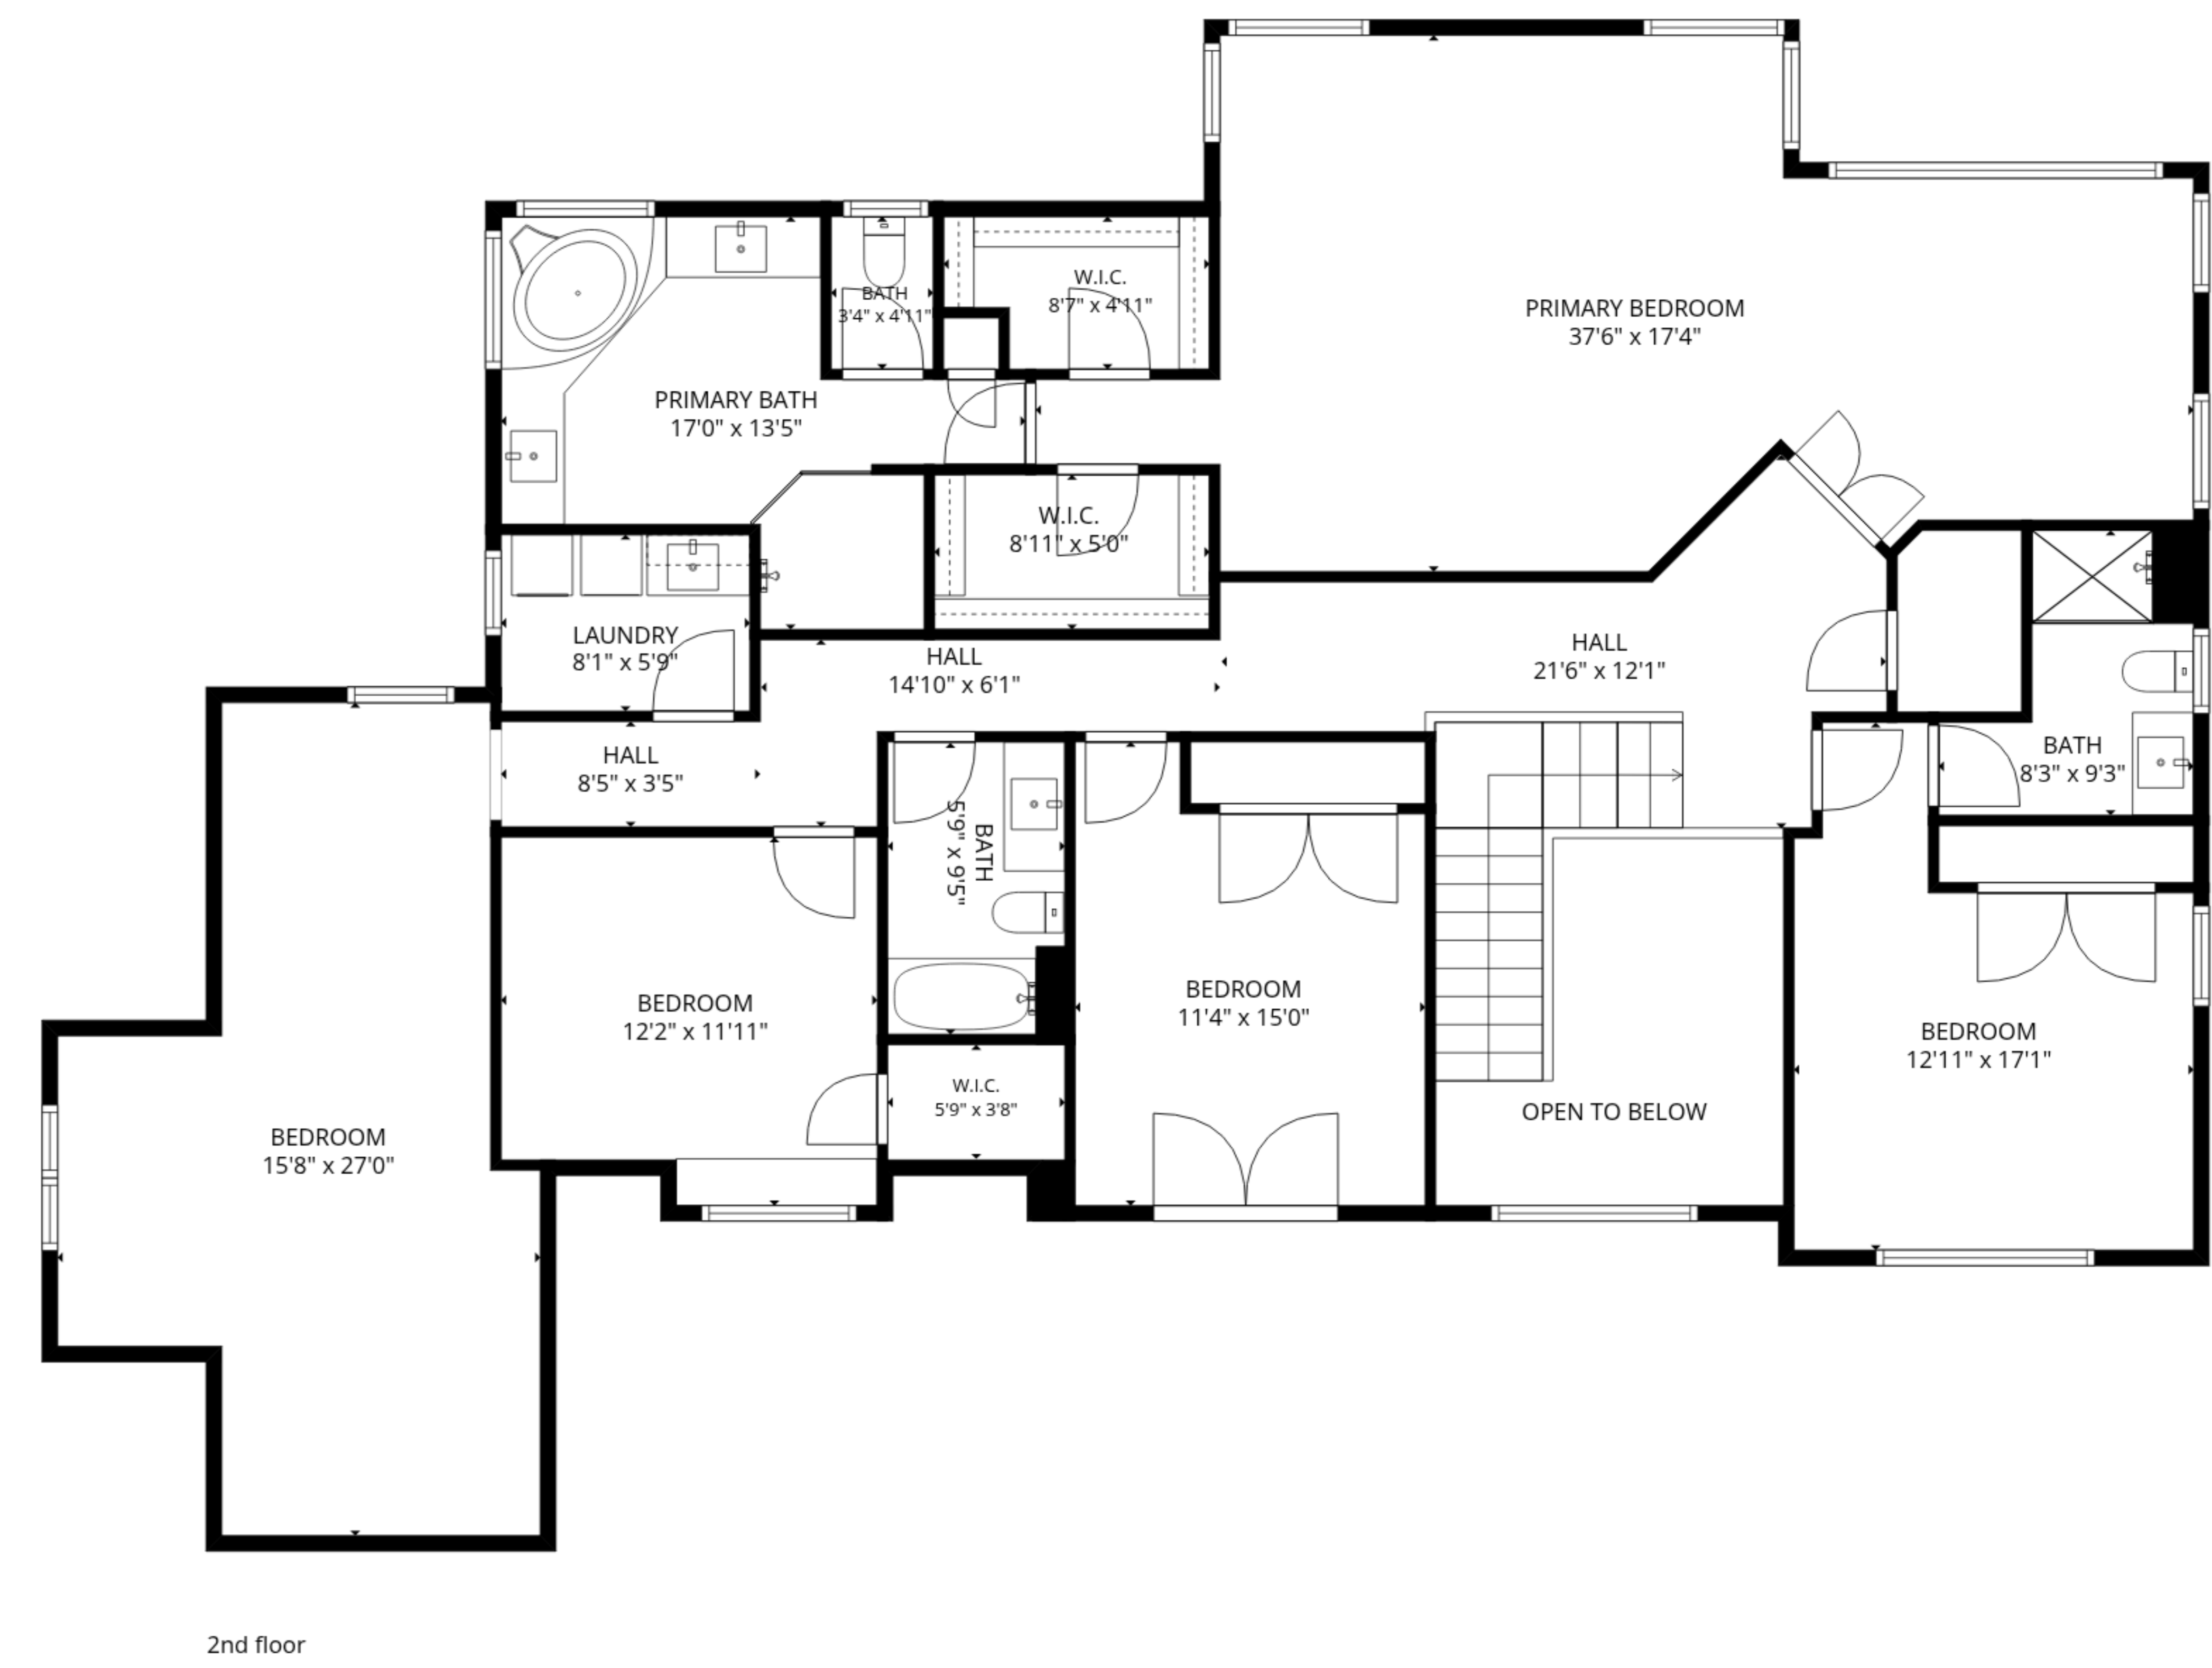 W.I.C.
8'7" x 4'11"
BATH
3'4" x 4'11"
PRIMARY BEDROOM
37'6" x 17'4"
PRIMARY BATH
17'0" x 13'5"
W.I.C.
8'11" x 5'0"
LAUNDRY
8'1" x 5'9"
HALL
14'10" x 6'1"
HALL
21'6" x 12'1"
HALL
8'5" x 3'5"
BATH
8'3" x 9'3"
BATH
5'9" x 9'5"
BEDROOM
12'2" x 11'11"
BEDROOM
11'4" x 15'0"
BEDROOM
12'11" x 17'1"
W.I.C.
5'9" x 3'8"
OPEN TO BELOW
BEDROOM
15'8" x 27'0"
2nd floor